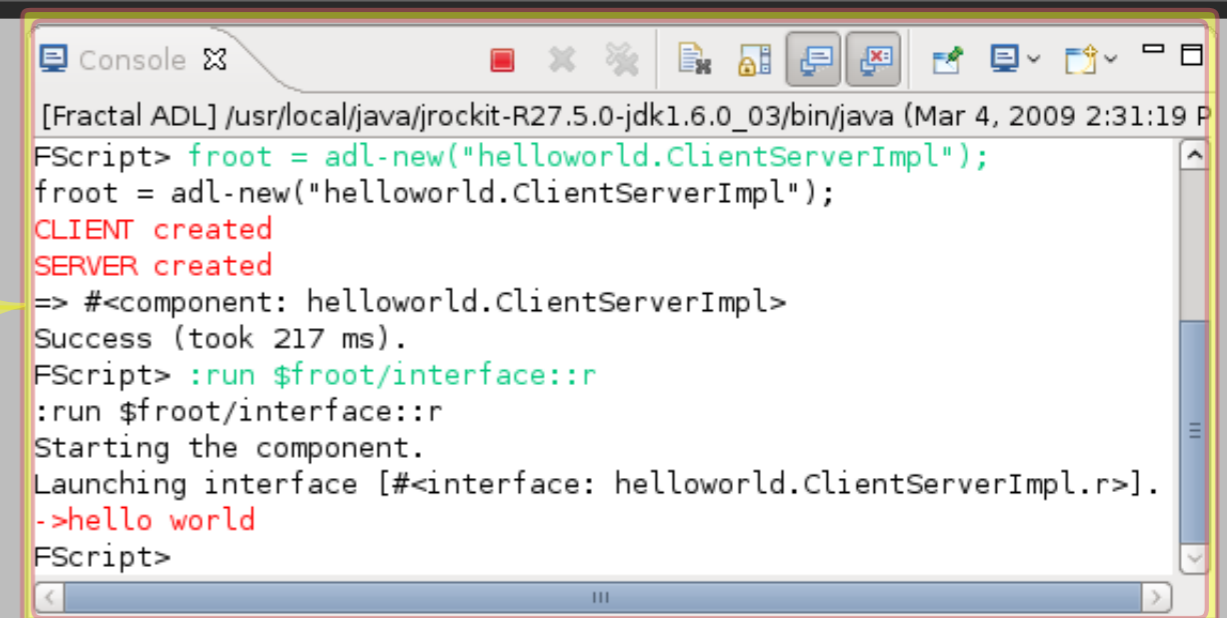 Console
[Fractal ADL] /usr/local/java/jrockit-R27.5.0-jdk1.6.0_03/bin/java (Mar 4, 2009 2:31:19 P
FScript> froot = adl-new("helloworld.ClientServerImpl");
froot = adl-new("helloworld.ClientServerImpl");
CLIENT created
SERVER created
=> #<component: helloworld.ClientServerImpl>
Success (took 217 ms).
FScript> :run $froot/interface::r
:run $froot/interface::r
Starting the component.
Launching interface [#<interface: helloworld.ClientServerImpl.r>].
->hello world
FScript>